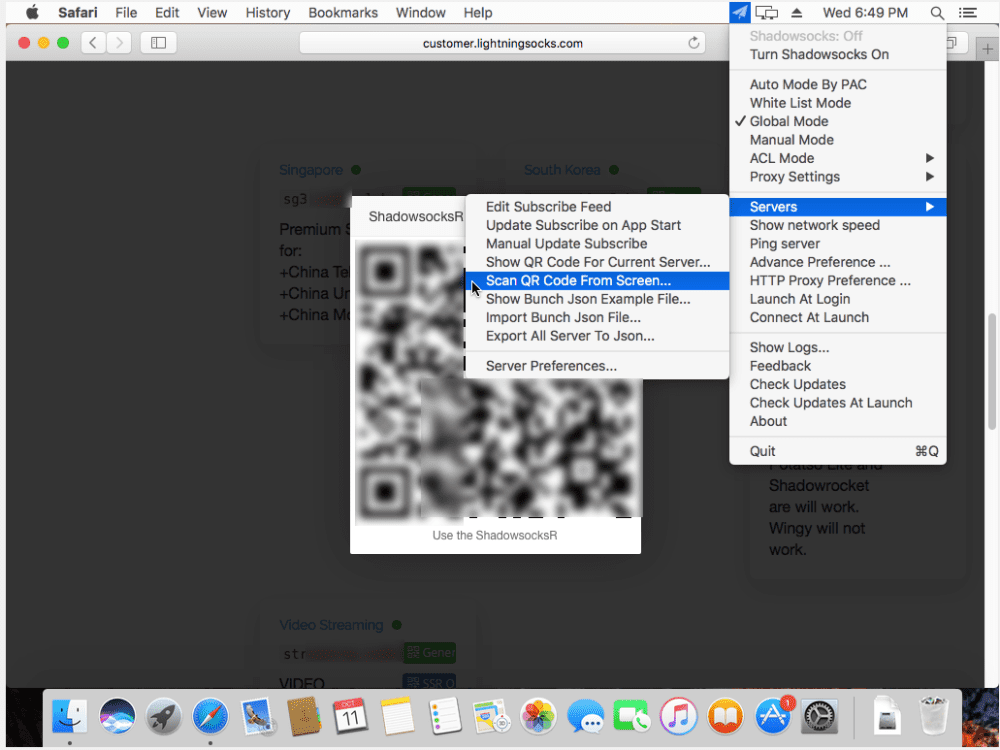 Safari File Edit View History Bookmarks Window Help Wed 6:49 PM
customer.lightningsocks.com
Shadowsocks: Off
Turn Shadowsocks On
Auto Mode By PAC
White List Mode
✓ Global Mode
Manual Mode
ACL Mode
Proxy Settings
Servers
Show network speed
Ping server
Advance Preference ...
HTTP Proxy Preference ...
Launch At Login
Connect At Launch
Show Logs...
Feedback
Check Updates
Check Updates At Launch
About
Quit ⌘Q
Edit Subscribe Feed
Update Subscribe on App Start
Manual Update Subscribe
Show QR Code For Current Server...
Scan QR Code From Screen...
Show Bunch Json Example File...
Import Bunch Json File...
Export All Server To Json...
Server Preferences...
Singapore
South Korea
sg3
Premium S
for:
+China Te
+China Un
+China Mo
ShadowsocksR
Use the ShadowsocksR
Potatso Lite and
Shadowrocket
are will work.
Wingy will not
work.
Video Streaming
str
Gener
VIDEO
SSR Q
OCT
11
1